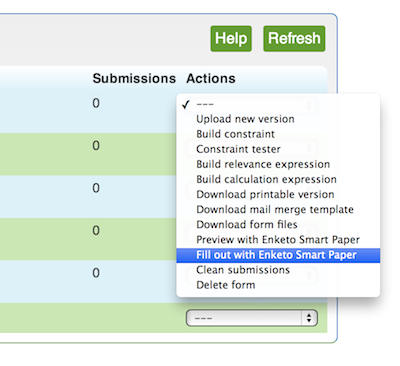 Help Refresh
Submissions Actions
0
✓ ---
Upload new version
Build constraint
Constraint tester
0
Build relevance expression
Build calculation expression
0
Download printable version
Download mail merge template
Download form files
0
Preview with Enketo Smart Paper
Fill out with Enketo Smart Paper
0
Clean submissions
Delete form
---